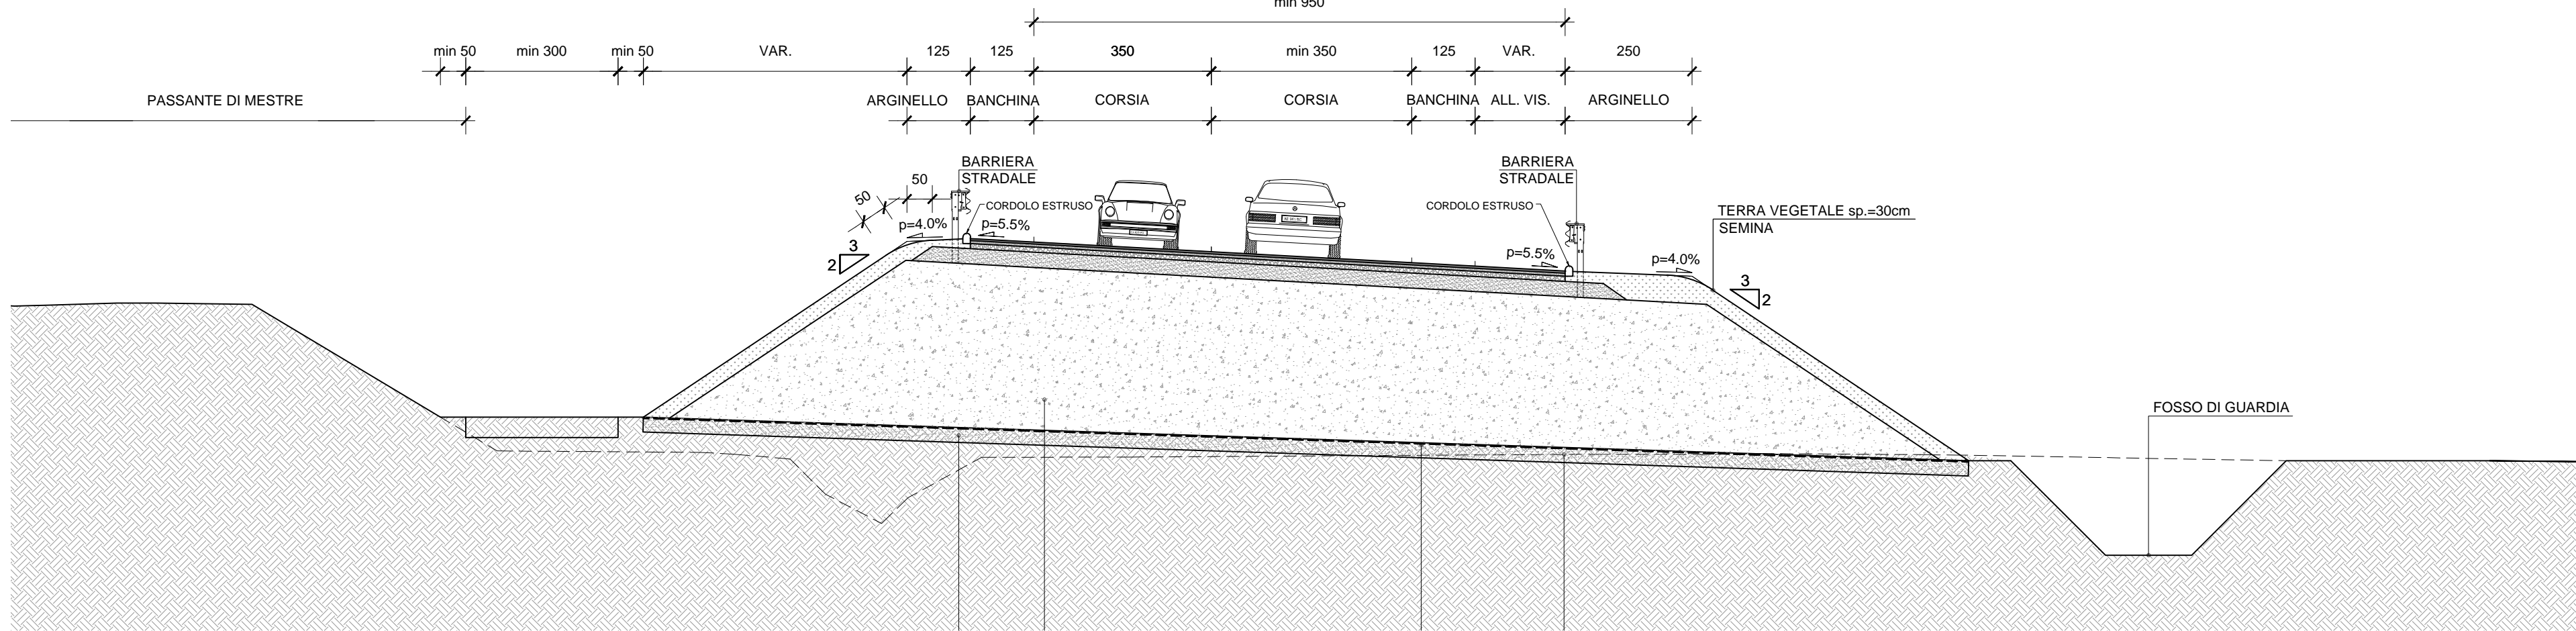 min 950
min 50
min 300
min 50
VAR.
125
125
350
min 350
125
VAR.
250
PASSANTE DI MESTRE
ARGINELLO
BANCHINA
CORSIA
CORSIA
BANCHINA
ALL. VIS.
ARGINELLO
BARRIERA
STRADALE
BARRIERA
STRADALE
50
50
CORDOLO ESTRUSO
CORDOLO ESTRUSO
TERRA VEGETALE sp.=30cm
SEMINA
p=4.0%
p=5.5%
3
2
p=5.5%
p=4.0%
3
2
FOSSO DI GUARDIA